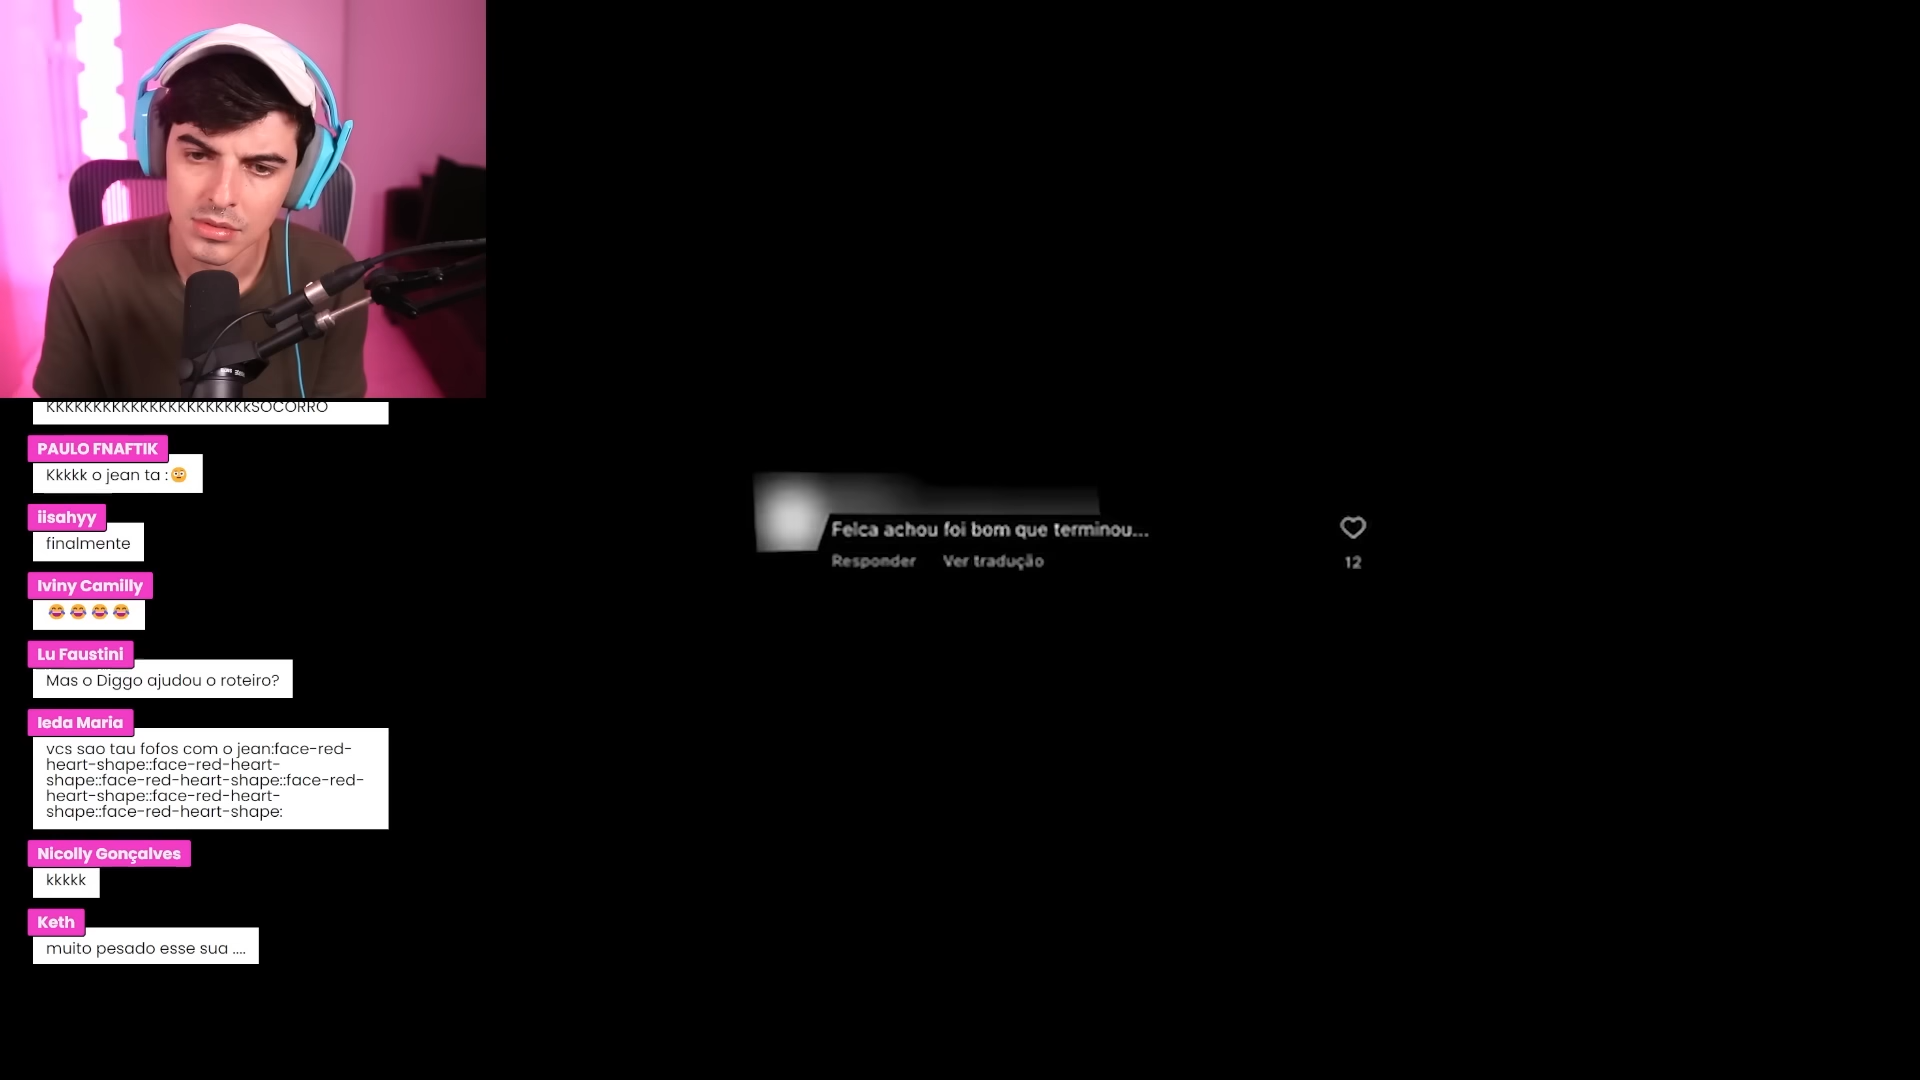 KKKKKKKKKKKKKKKKKKKKKKkSOCORRO
PAULO FNAFTIK
Kkkkk o jean ta :😳
iisahyy
finalmente
Iviny Camilly
😂😂😂😂
Lu Faustini
Mas o Diggo ajudou o roteiro?
Ieda Maria
vcs sao tau fofos com o jean:face-red-
heart-shape::face-red-heart-
shape::face-red-heart-shape::face-red-
heart-shape::face-red-heart-
shape::face-red-heart-shape:
Nicolly Gonçalves
kkkkk
Keth
muito pesado esse sua ....
Felca achou foi bom que terminou...
Responder Ver tradução
12